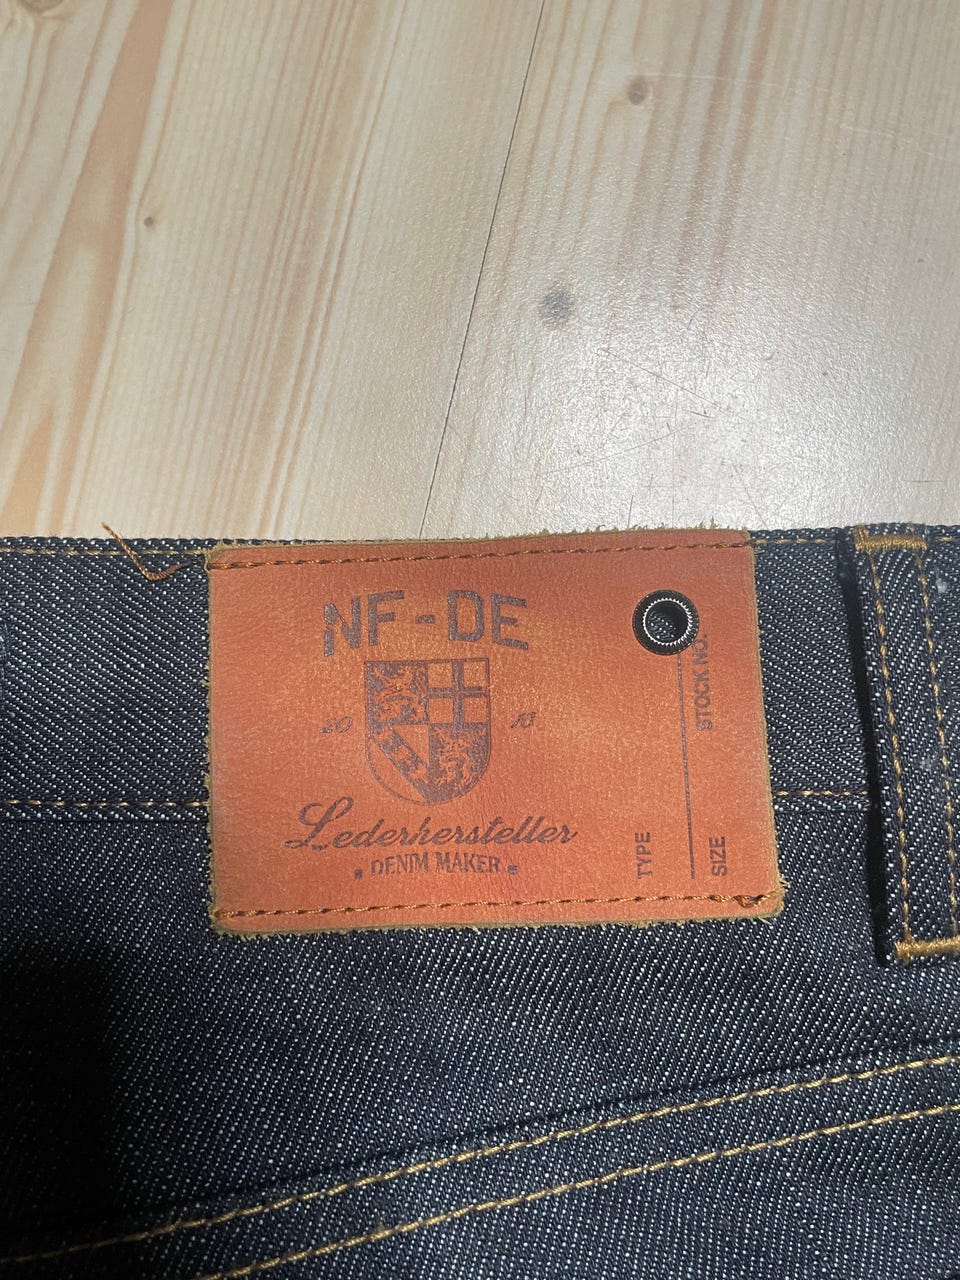 NF-DE
20 13
Lederhersteller
DENIM MAKER
TYPE
STOCK NO.
SIZE